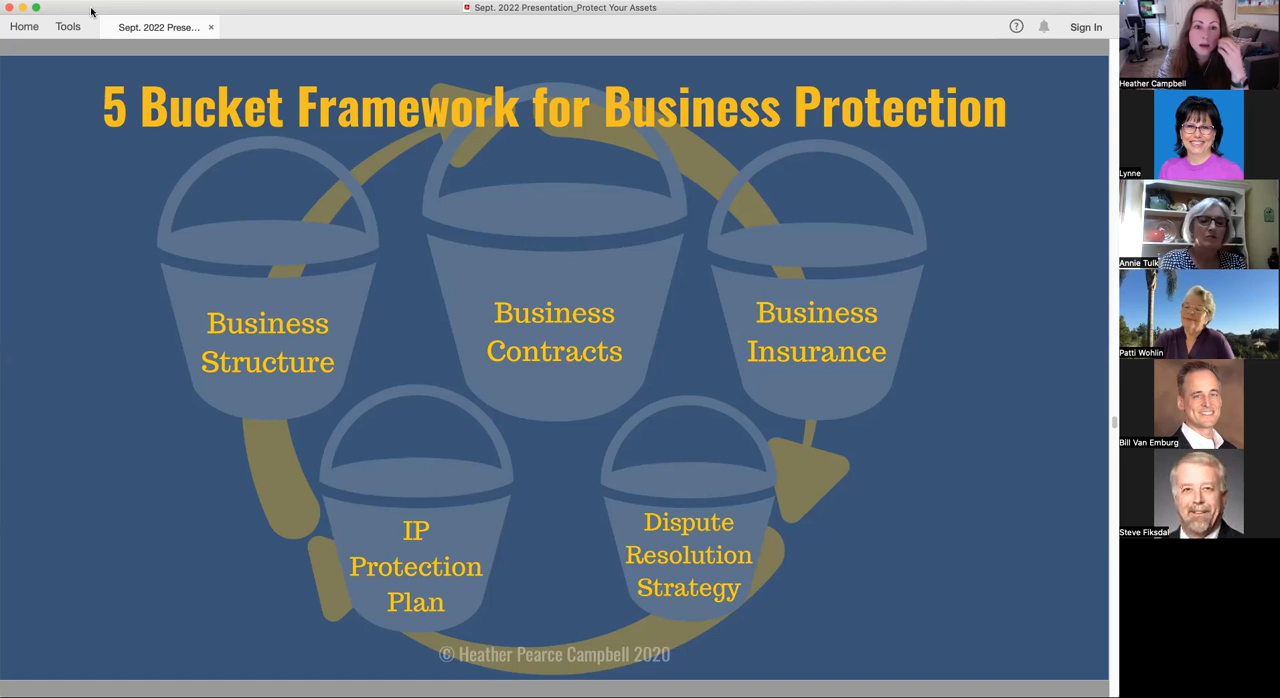 Sept. 2022 Presentation_Protect Your Assets
Home
Tools
Sept. 2022 Prese... ×
Sign In
5 Bucket Framework for Business Protection
Business
Structure
Business
Contracts
Business
Insurance
IP
Protection
Plan
Dispute
Resolution
Strategy
© Heather Pearce Campbell 2020
Heather Campbell
Lynne
Annie Tulk
Patti Wohlin
Bill Van Emburg
Steve Fiksdal